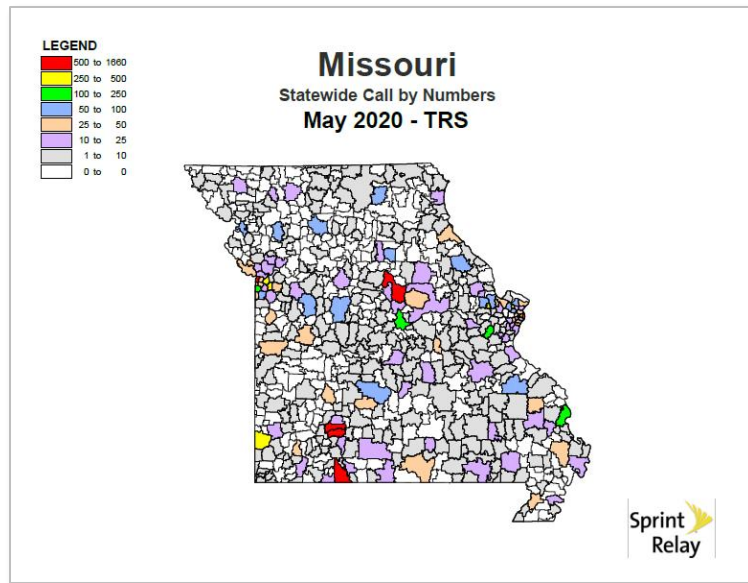 LEGEND
500 to 1660
250 to 500
100 to 250
50 to 100
25 to 50
10 to 25
1 to 10
0 to 0
Missouri
Statewide Call by Numbers
May 2020 - TRS
Sprint
Relay